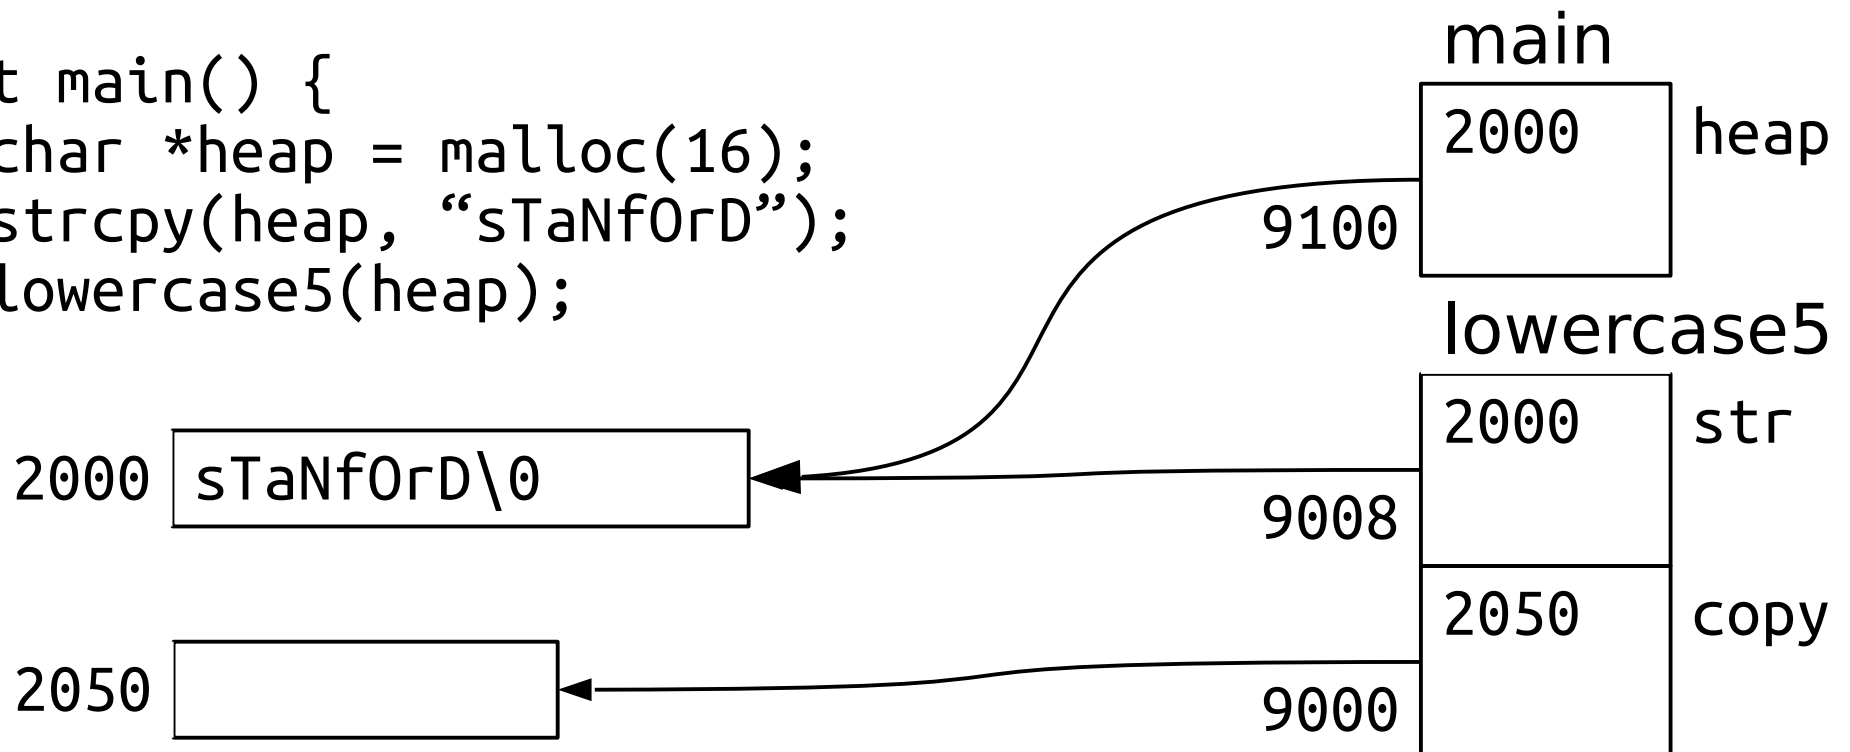 t main() {
char *heap = malloc(16);
strcpy(heap, “sTaNfOrD”);
lowercase5(heap);
main
2000 heap
9100
lowercase5
2000 str
9008
2050 copy
9000
2000 sTaNfOrD\0
2050